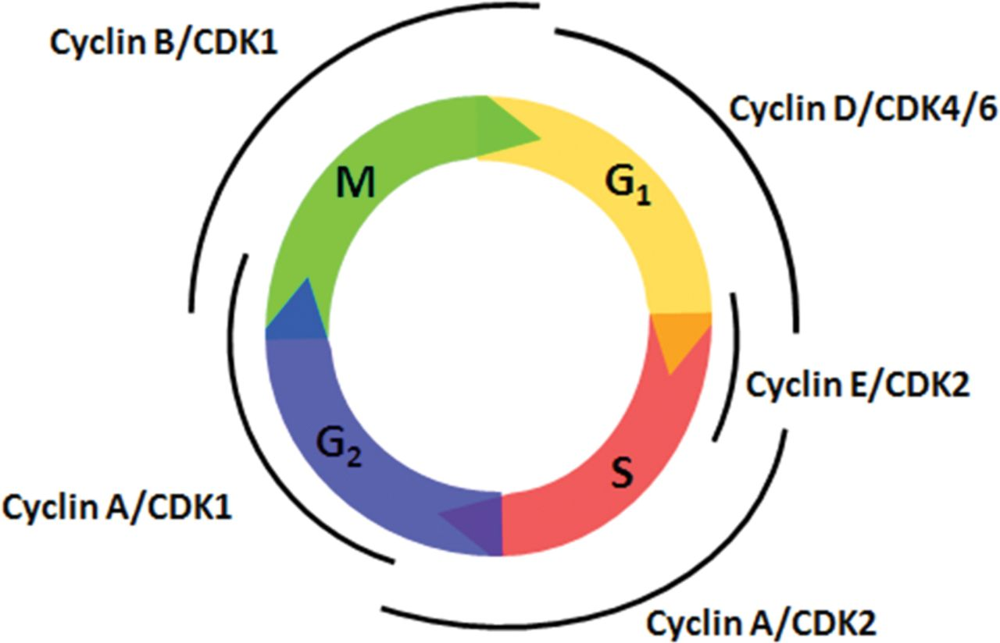 Cyclin B/CDK1
Cyclin D/CDK4/6
M
G₁
Cyclin E/CDK2
G₂
S
Cyclin A/CDK1
Cyclin A/CDK2